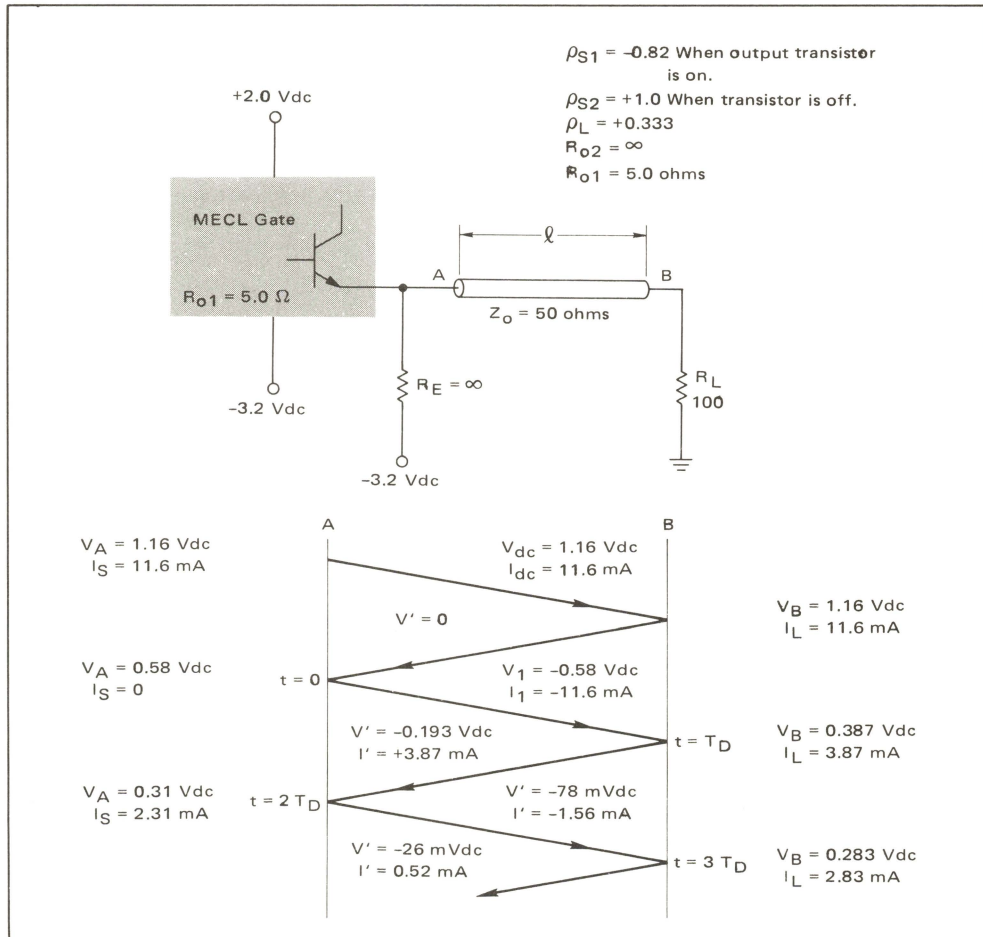 ρS1 = –0.82 When output transistor
is on.
ρS2 = +1.0 When transistor is off.
ρL = +0.333
Ro2 = ∞
Ro1 = 5.0 ohms
+2.0 Vdc
MECL Gate
Ro1 = 5.0 Ω
–3.2 Vdc
RE = ∞
–3.2 Vdc
A
ℓ
B
Zo = 50 ohms
RL
100
A
B
VA = 1.16 Vdc
IS = 11.6 mA
Vdc = 1.16 Vdc
Idc = 11.6 mA
V' = 0
VB = 1.16 Vdc
IL = 11.6 mA
VA = 0.58 Vdc
IS = 0
t = 0
V1 = –0.58 Vdc
I1 = –11.6 mA
V' = –0.193 Vdc
I' = +3.87 mA
t = TD
VB = 0.387 Vdc
IL = 3.87 mA
VA = 0.31 Vdc
IS = 2.31 mA
t = 2 TD
V' = –78 mVdc
I' = –1.56 mA
V' = –26 mVdc
I' = 0.52 mA
t = 3 TD
VB = 0.283 Vdc
IL = 2.83 mA